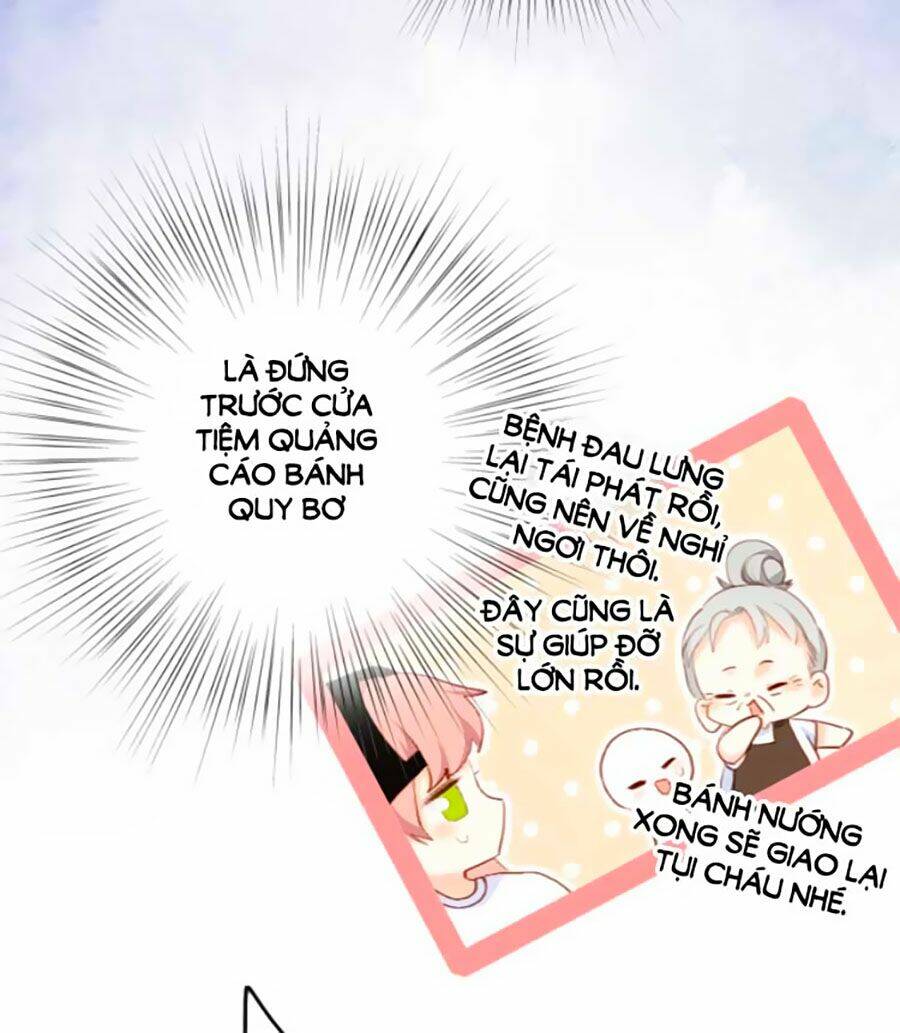 LÀ ĐỨNG
TRƯỚC CỬA
TIỆM QUẢNG
CÁO BÁNH
QUY BƠ
BỆNH ĐAU LƯNG
LẠI TÁI PHÁT RỒI,
CŨNG NÊN VỀ NGHỈ
NGƠI THÔI.
ĐÂY CŨNG LÀ
SỰ GIÚP ĐỠ
LỚN RỒI.
BÁNH NƯỚNG
XONG SẼ GIAO LẠI
TỤI CHÁU NHÉ.